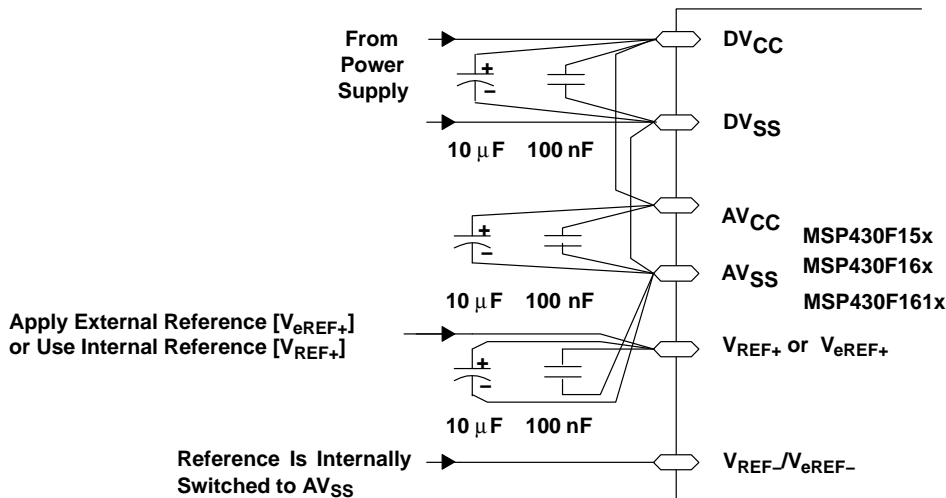 From
Power
Supply
DVCC
+
−
DVSS
10 μF 100 nF
AVCC
MSP430F15x
+
−
AVSS
MSP430F16x
10 μF 100 nF
MSP430F161x
Apply External Reference [VeREF+]
or Use Internal Reference [VREF+]
VREF+ or VeREF+
+
−
10 μF 100 nF
Reference Is Internally
Switched to AVSS
VREF−/VeREF−